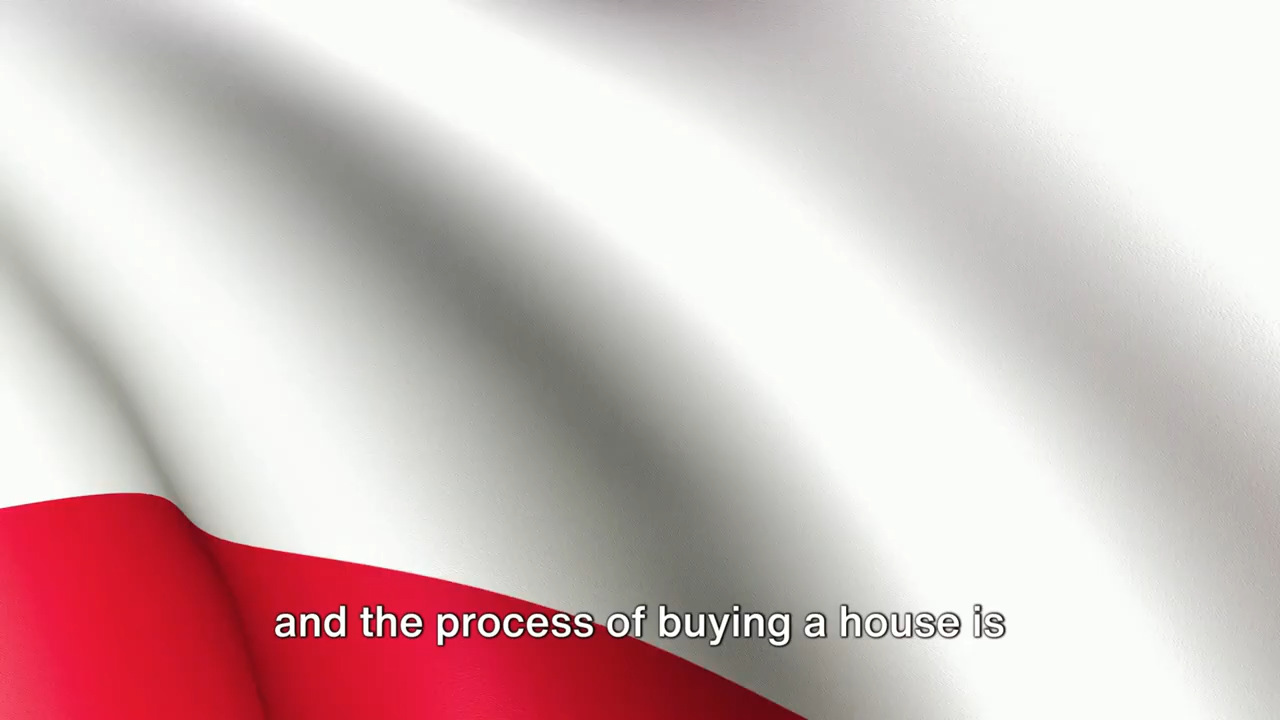 and the process of buying a house is